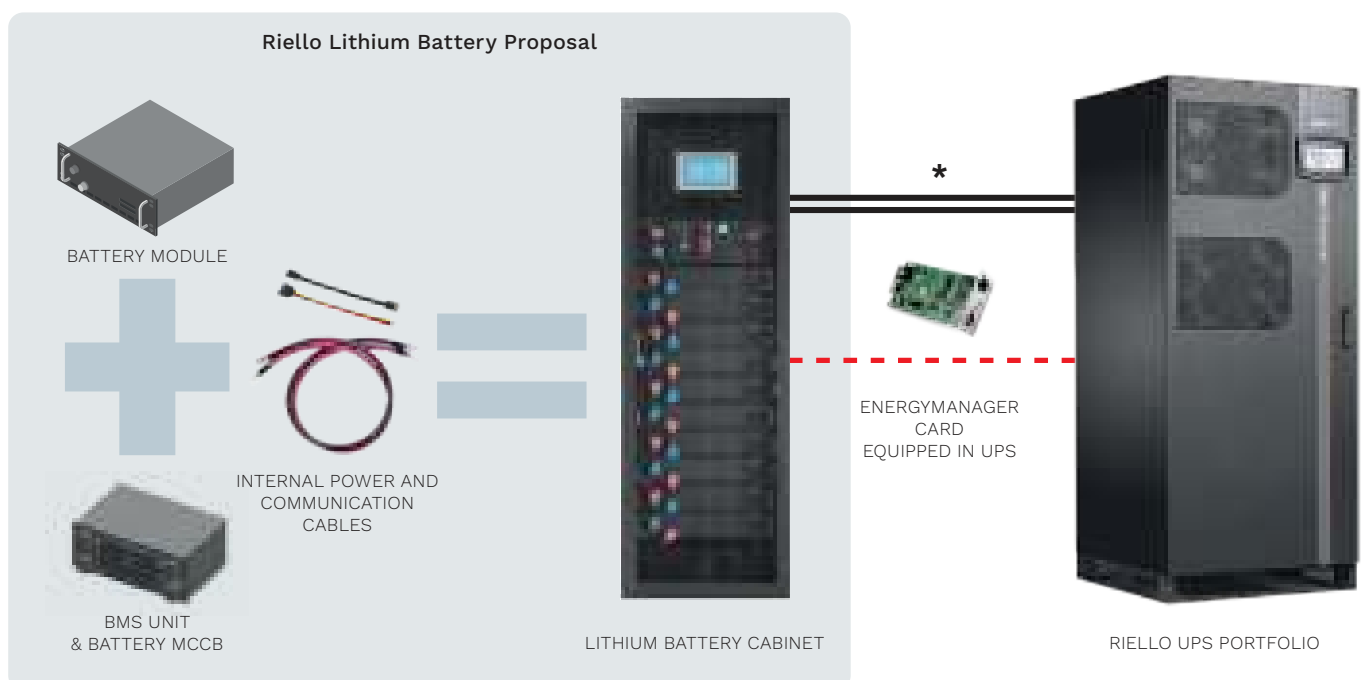 Riello Lithium Battery Proposal
BATTERY MODULE
INTERNAL POWER AND
COMMUNICATION
CABLES
BMS UNIT
& BATTERY MCCB
LITHIUM BATTERY CABINET
*
ENERGYMANAGER
CARD
EQUIPPED IN UPS
RIELLO UPS PORTFOLIO